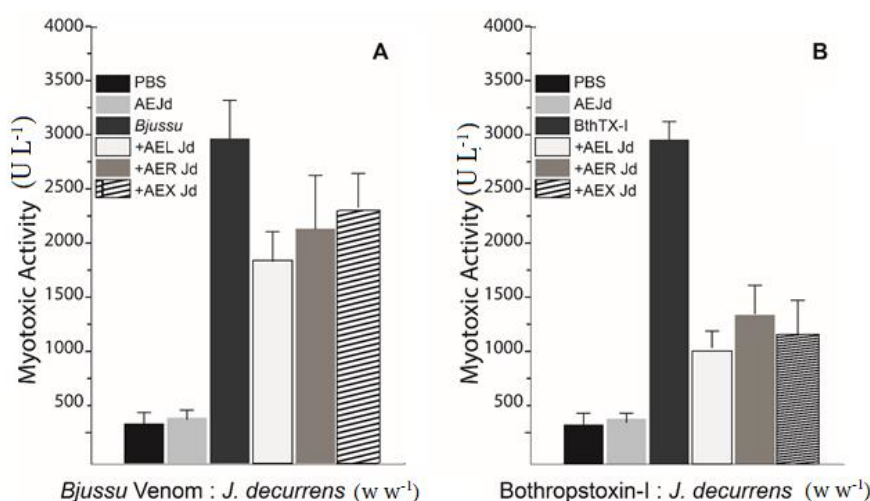 A
4000
3500
3000
2500
2000
1500
1000
500
Myotoxic Activity (U L-1)
PBS
AEJd
Bjussu
+AEL Jd
+AER Jd
+AEX Jd
Bjussu Venom : J. decurrens (w w-1)
B
4000
3500
3000
2500
2000
1500
1000
500
Myotoxic Activity (U L-1)
PBS
AEJd
BthTX-I
+AEL Jd
+AER Jd
+AEX Jd
Bothropstoxin-I : J. decurrens (w w-1)